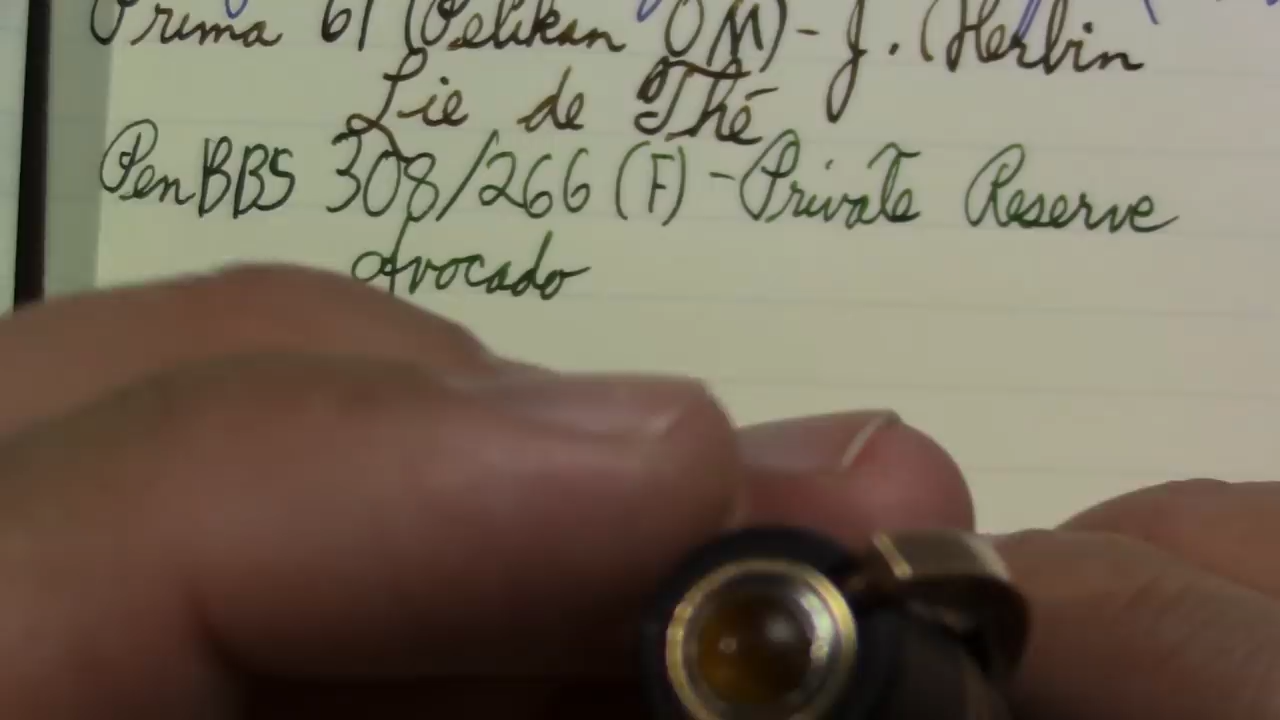 Prima 61 (Pelikan OM) - J. Herbin
Lie de Thé
PenBBS 308/266 (F) - Private Reserve
Avocado